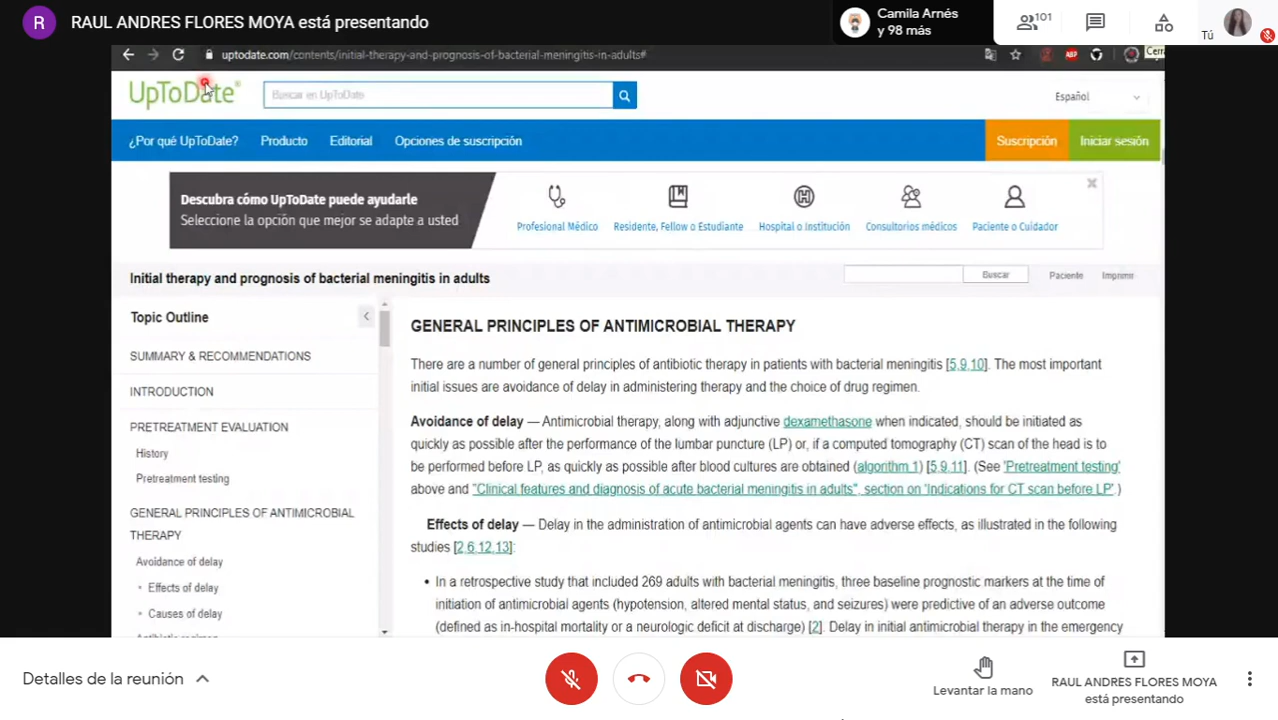 R RAUL ANDRES FLORES MOYA está presentando
Camila Arnés
y 98 más
101
Tú
uptodate.com/contents/initial-therapy-and-prognosis-of-bacterial-meningitis-in-adults#
ABP
Cerra
UpToDate®
Buscar en UpToDate
Español
¿Por qué UpToDate? Producto Editorial Opciones de suscripción Suscripción Iniciar sesión
Descubra cómo UpToDate puede ayudarle
Seleccione la opción que mejor se adapte a usted
Profesional Médico Residente, Fellow o Estudiante Hospital o Institución Consultorios médicos Paciente o Cuidador
Initial therapy and prognosis of bacterial meningitis in adults
Buscar Paciente Imprimir
Topic Outline
SUMMARY & RECOMMENDATIONS
INTRODUCTION
PRETREATMENT EVALUATION
History
Pretreatment testing
GENERAL PRINCIPLES OF ANTIMICROBIAL
THERAPY
Avoidance of delay
• Effects of delay
• Causes of delay
Antibiotic regimen
GENERAL PRINCIPLES OF ANTIMICROBIAL THERAPY
There are a number of general principles of antibiotic therapy in patients with bacterial meningitis [5,9,10]. The most important
initial issues are avoidance of delay in administering therapy and the choice of drug regimen.
Avoidance of delay — Antimicrobial therapy, along with adjunctive dexamethasone when indicated, should be initiated as
quickly as possible after the performance of the lumbar puncture (LP) or, if a computed tomography (CT) scan of the head is to
be performed before LP, as quickly as possible after blood cultures are obtained (algorithm 1) [5,9,11]. (See 'Pretreatment testing'
above and "Clinical features and diagnosis of acute bacterial meningitis in adults", section on 'Indications for CT scan before LP'.)
Effects of delay — Delay in the administration of antimicrobial agents can have adverse effects, as illustrated in the following
studies [2,6,12,13]:
• In a retrospective study that included 269 adults with bacterial meningitis, three baseline prognostic markers at the time of
initiation of antimicrobial agents (hypotension, altered mental status, and seizures) were predictive of an adverse outcome
(defined as in-hospital mortality or a neurologic deficit at discharge) [2]. Delay in initial antimicrobial therapy in the emergency
Detalles de la reunión
Levantar la mano
RAUL ANDRES FLORES MOYA
está presentando